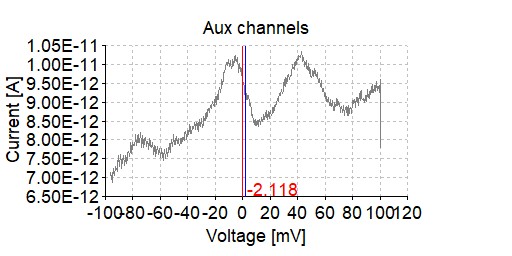 Aux channels
Current [A]
1.05E-11
1.00E-11
9.50E-12
9.00E-12
8.50E-12
8.00E-12
7.50E-12
7.00E-12
6.50E-12
-2.118
-100 -80 -60 -40 -20 0 20 40 60 80 100 120
Voltage [mV]